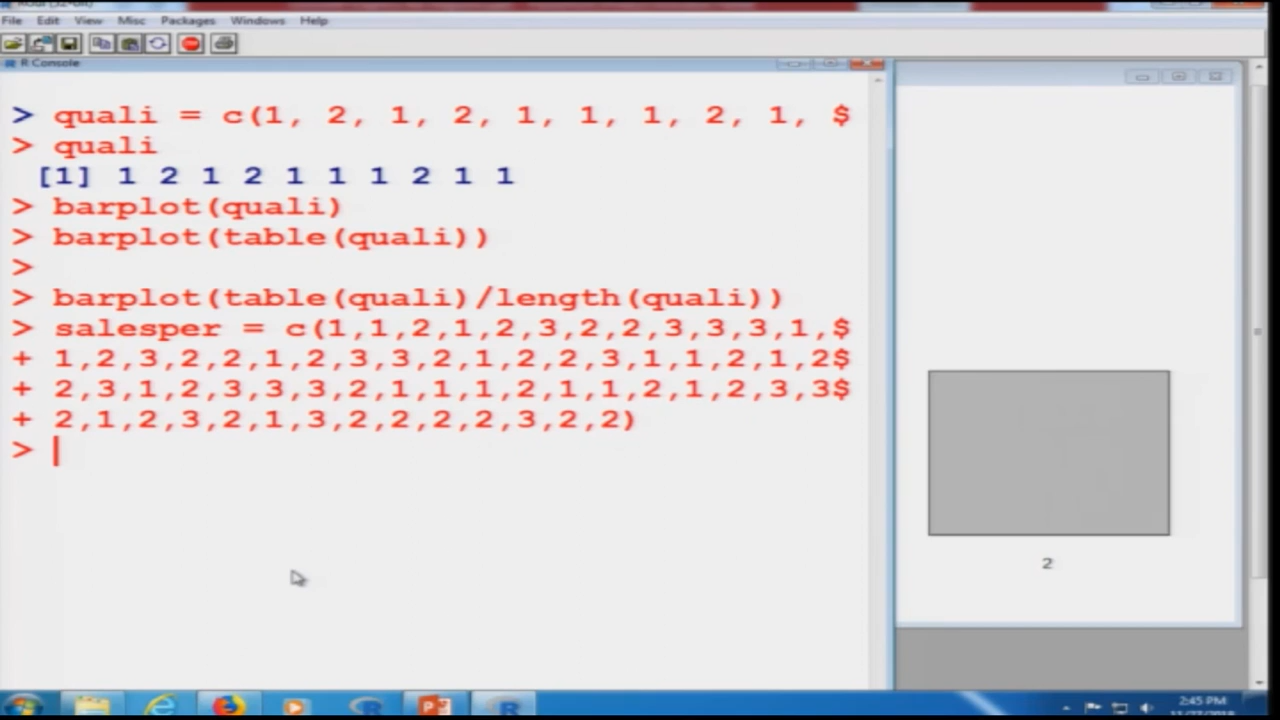 File Edit View Misc Packages Windows Help
R Console
> quali = c(1, 2, 1, 2, 1, 1, 1, 2, 1, $
> quali
[1] 1 2 1 2 1 1 1 2 1 1
> barplot(quali)
> barplot(table(quali))
>
> barplot(table(quali)/length(quali))
> salesper = c(1,1,2,1,2,3,2,2,3,3,3,1,$
+ 1,2,3,2,2,1,2,3,3,2,1,2,2,3,1,1,2,1,2$
+ 2,3,1,2,3,3,3,2,1,1,1,2,1,1,2,1,2,3,3$
+ 2,1,2,3,2,1,3,2,2,2,2,3,2,2)
>
2
2:45 PM